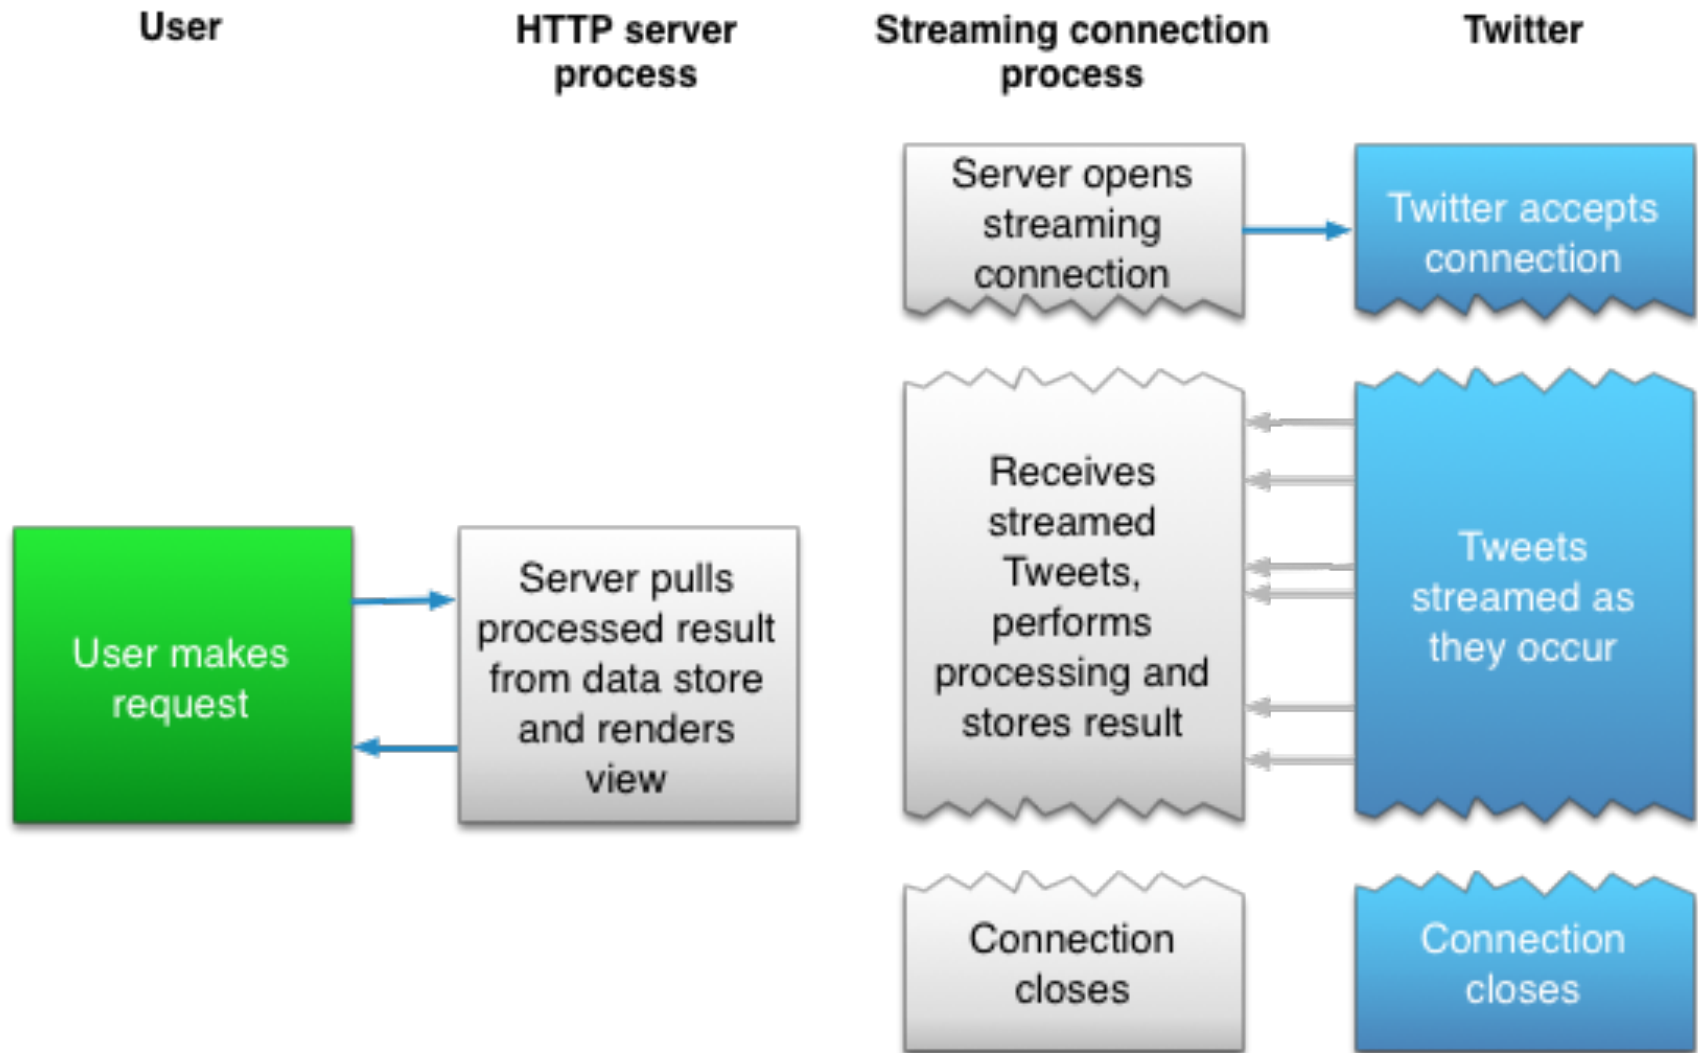 User
HTTP server
process
Streaming connection
process
Twitter
Server opens
streaming
connection
Twitter accepts
connection
User makes
request
Server pulls
processed result
from data store
and renders
view
Receives
streamed
Tweets,
performs
processing and
stores result
Tweets
streamed as
they occur
Connection
closes
Connection
closes